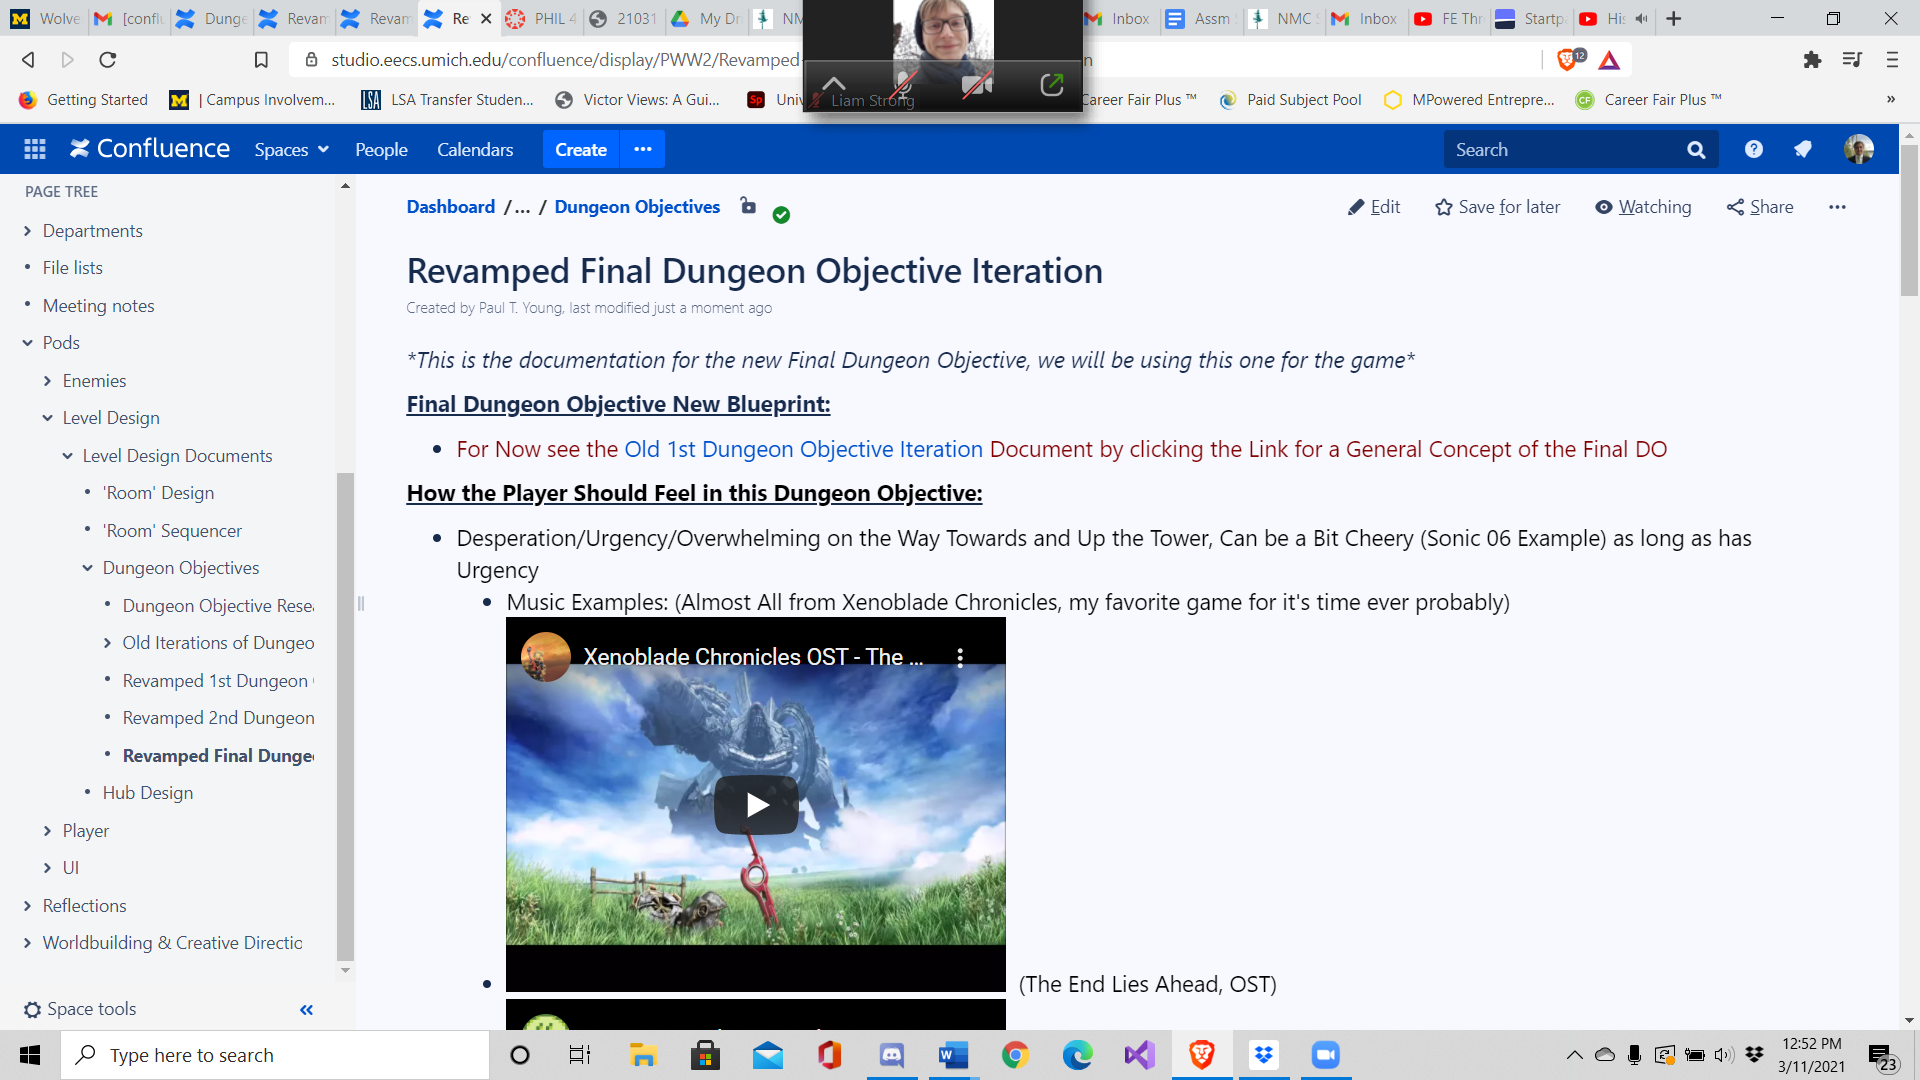 Wolve
[conflu
Dunge
Revam
Revam
Re
PHIL 4
21031
My Dr
NM
Inbox
Assm
NMC S
Inbox
FE Thr
Startp
His
studio.eecs.umich.edu/confluence/display/PWW2/Revamped-
n
12
Getting Started
| Campus Involvem...
LSA Transfer Studen...
Victor Views: A Gui...
Univ
Career Fair Plus ™
Paid Subject Pool
MPowered Entrepre...
Career Fair Plus ™
»
Liam Strong
Confluence
Spaces
People
Calendars
Create
Search
PAGE TREE
Departments
File lists
Meeting notes
Pods
Enemies
Level Design
Level Design Documents
'Room' Design
'Room' Sequencer
Dungeon Objectives
Dungeon Objective Resea
Old Iterations of Dungeo
Revamped 1st Dungeon
Revamped 2nd Dungeon
Revamped Final Dunge
Hub Design
Player
UI
Reflections
Worldbuilding & Creative Directio
Space tools
Dashboard /... / Dungeon Objectives
Edit
Save for later
Watching
Share
Revamped Final Dungeon Objective Iteration
Created by Paul T. Young, last modified just a moment ago
*This is the documentation for the new Final Dungeon Objective, we will be using this one for the game*
Final Dungeon Objective New Blueprint:
• For Now see the Old 1st Dungeon Objective Iteration Document by clicking the Link for a General Concept of the Final DO
How the Player Should Feel in this Dungeon Objective:
• Desperation/Urgency/Overwhelming on the Way Towards and Up the Tower, Can be a Bit Cheery (Sonic 06 Example) as long as has
Urgency
• Music Examples: (Almost All from Xenoblade Chronicles, my favorite game for it's time ever probably)
Xenoblade Chronicles OST - The ...
(The End Lies Ahead, OST)
Type here to search
12:52 PM
3/11/2021
23